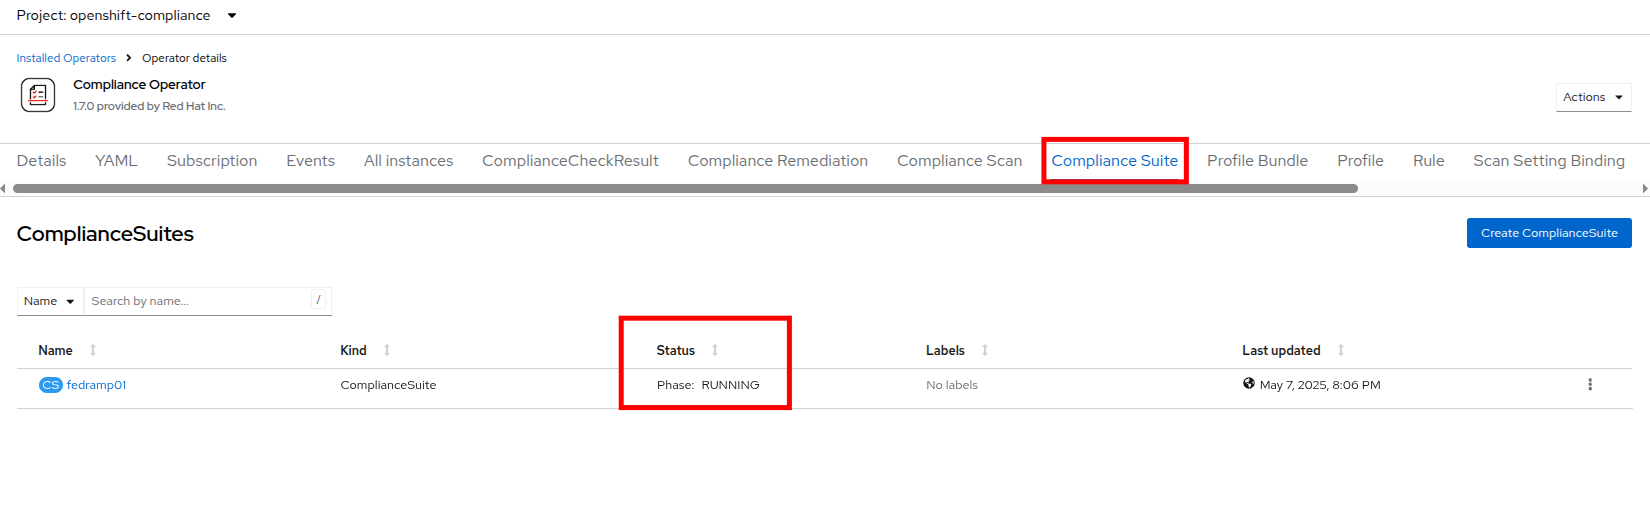 Project: openshift-compliance
Installed Operators > Operator details
Compliance Operator
1.7.0 provided by Red Hat Inc.
Actions
Details YAML Subscription Events All instances ComplianceCheckResult Compliance Remediation Compliance Scan Compliance Suite Profile Bundle Profile Rule Scan Setting Binding
ComplianceSuites
Create ComplianceSuite
Name Search by name... /
Name Kind Status Labels Last updated
CS fedramp01 ComplianceSuite Phase: RUNNING No labels May 7, 2025, 8:06 PM